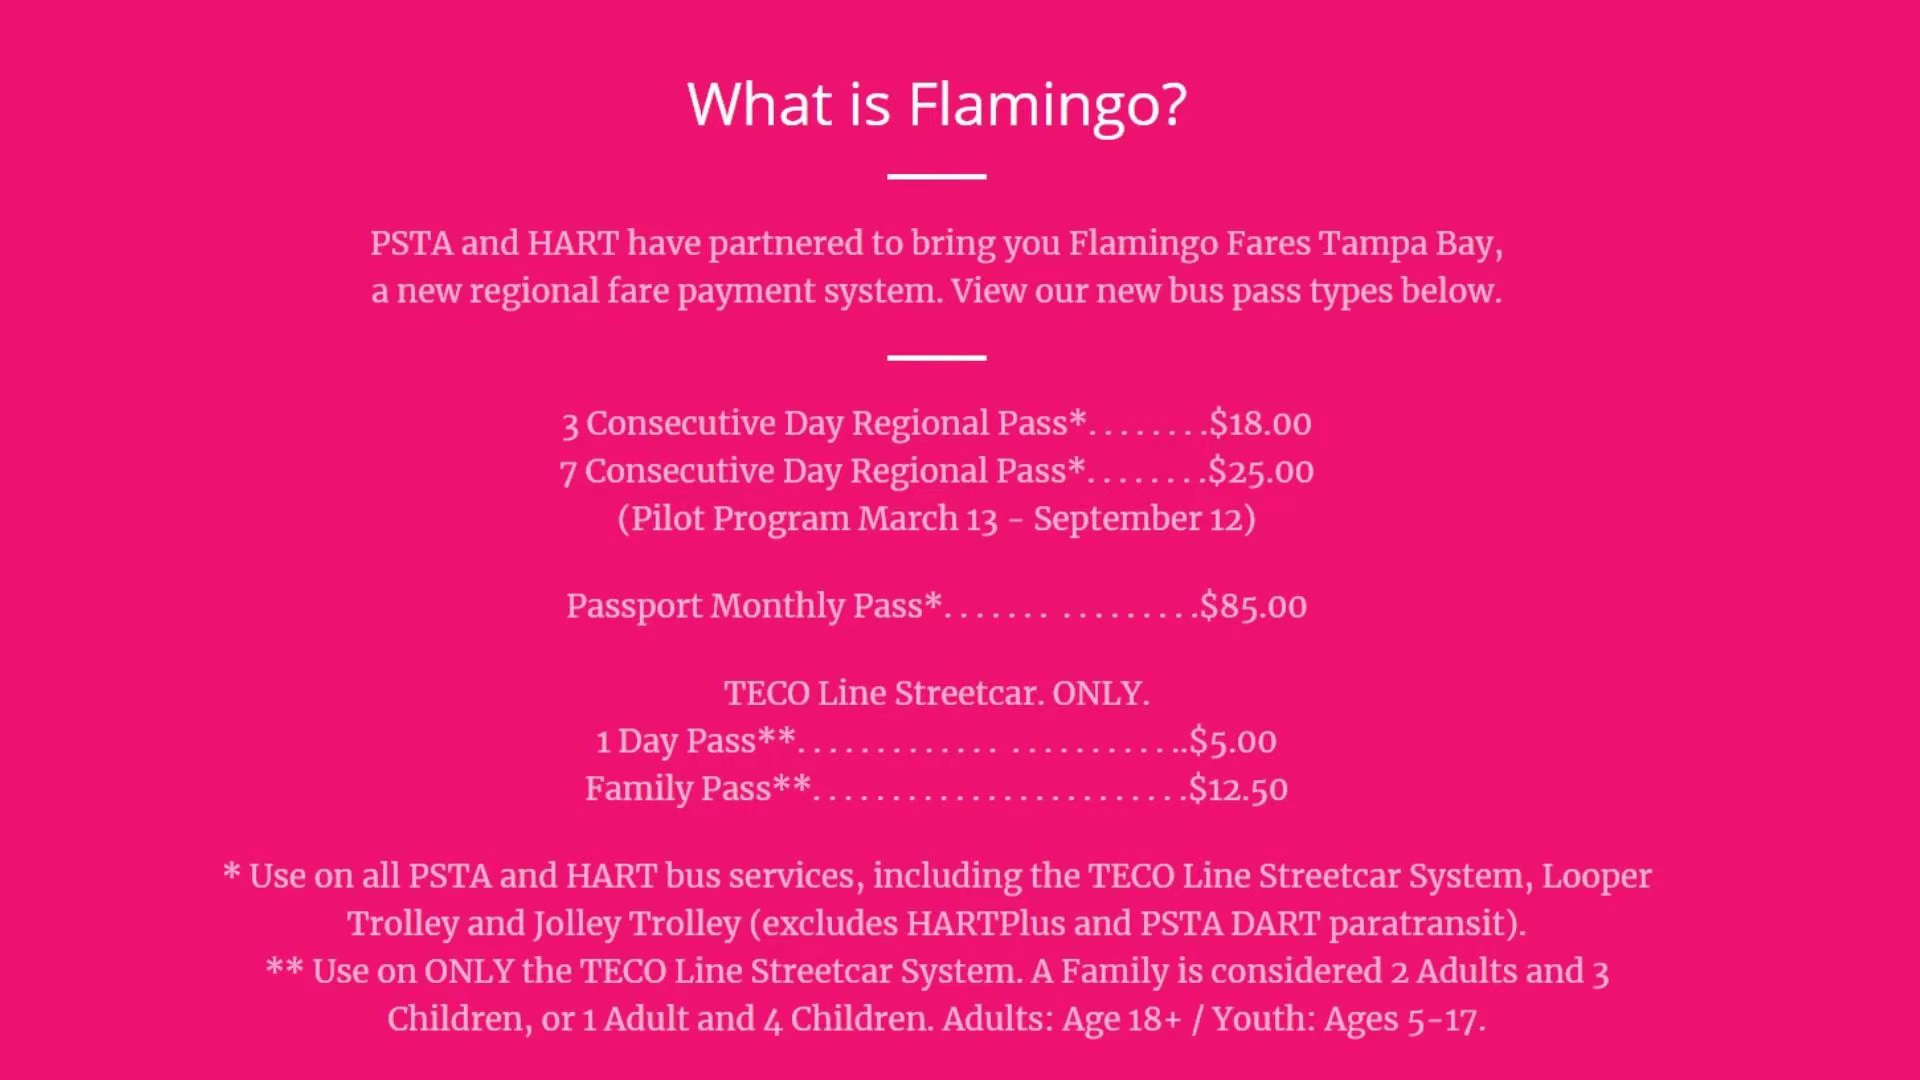 What is Flamingo?
PSTA and HART have partnered to bring you Flamingo Fares Tampa Bay,
a new regional fare payment system. View our new bus pass types below.
3 Consecutive Day Regional Pass*. . . . . . . .$18.00
7 Consecutive Day Regional Pass*. . . . . . . .$25.00
(Pilot Program March 13 - September 12)
Passport Monthly Pass*. . . . . . . . . . . . . . . .$85.00
TECO Line Streetcar. ONLY.
1 Day Pass**. . . . . . . . . . . . . . . . . . . . . . . . ..$5.00
Family Pass**. . . . . . . . . . . . . . . . . . . . . . . .$12.50
* Use on all PSTA and HART bus services, including the TECO Line Streetcar System, Looper
Trolley and Jolley Trolley (excludes HARTPlus and PSTA DART paratransit).
** Use on ONLY the TECO Line Streetcar System. A Family is considered 2 Adults and 3
Children, or 1 Adult and 4 Children. Adults: Age 18+ / Youth: Ages 5-17.